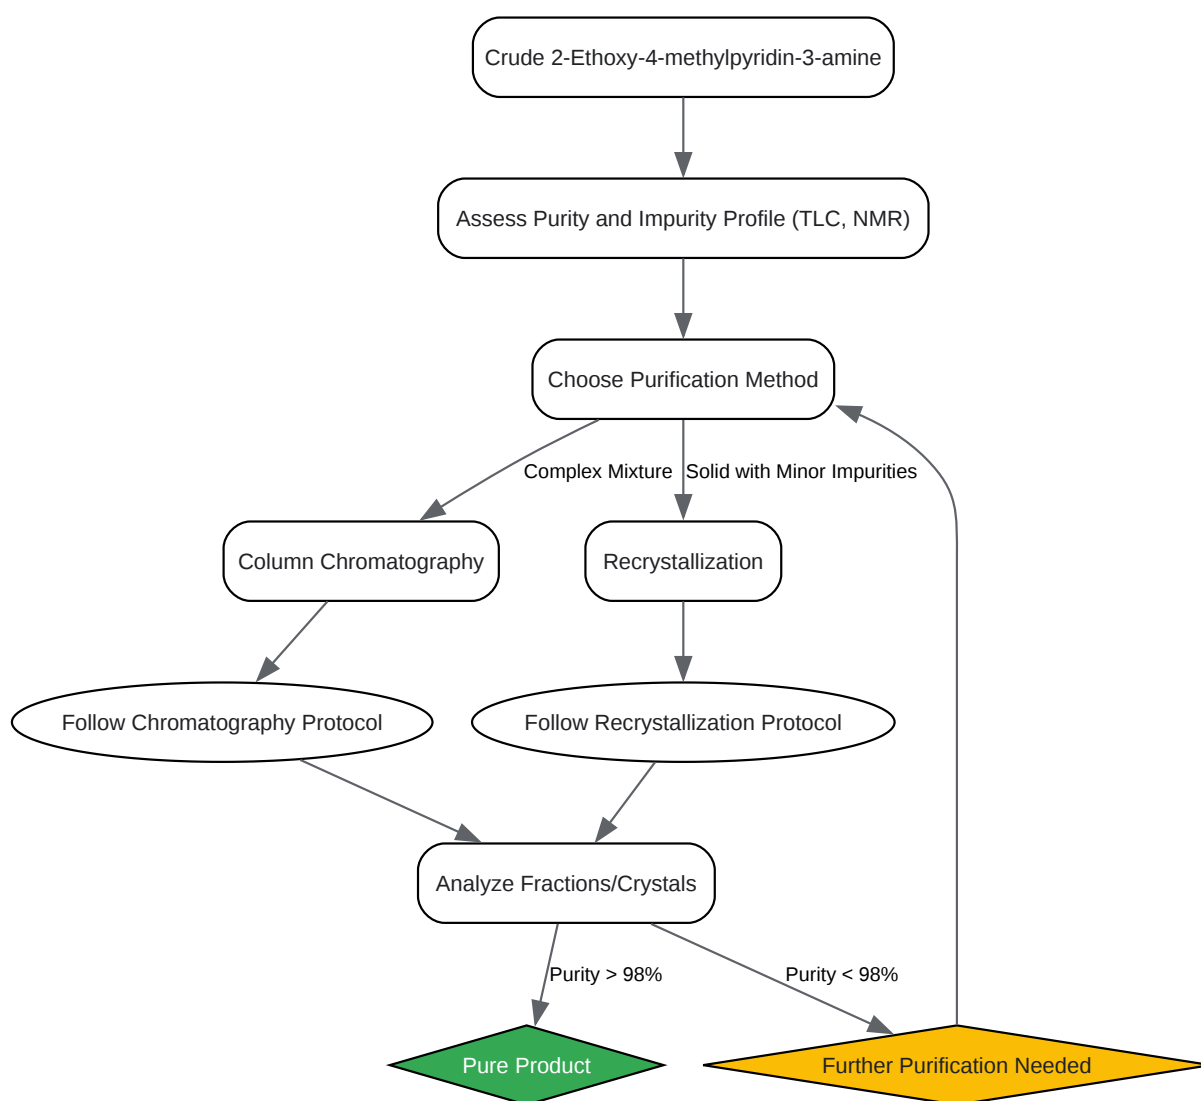 Crude 2-Ethoxy-4-methylpyridin-3-amine
Assess Purity and Impurity Profile (TLC, NMR)
Choose Purification Method
Complex Mixture
Solid with Minor Impurities
Column Chromatography
Recrystallization
Follow Chromatography Protocol
Follow Recrystallization Protocol
Analyze Fractions/Crystals
Purity > 98%
Purity < 98%
Pure Product
Further Purification Needed